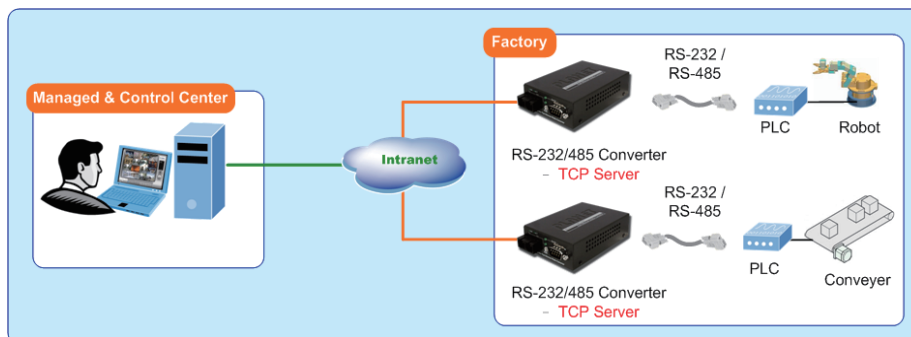 Factory
Managed & Control Center
Intranet
RS-232 /
RS-485
PLC
Robot
RS-232/485 Converter
- TCP Server
RS-232 /
RS-485
PLC
Conveyer
RS-232/485 Converter
- TCP Server